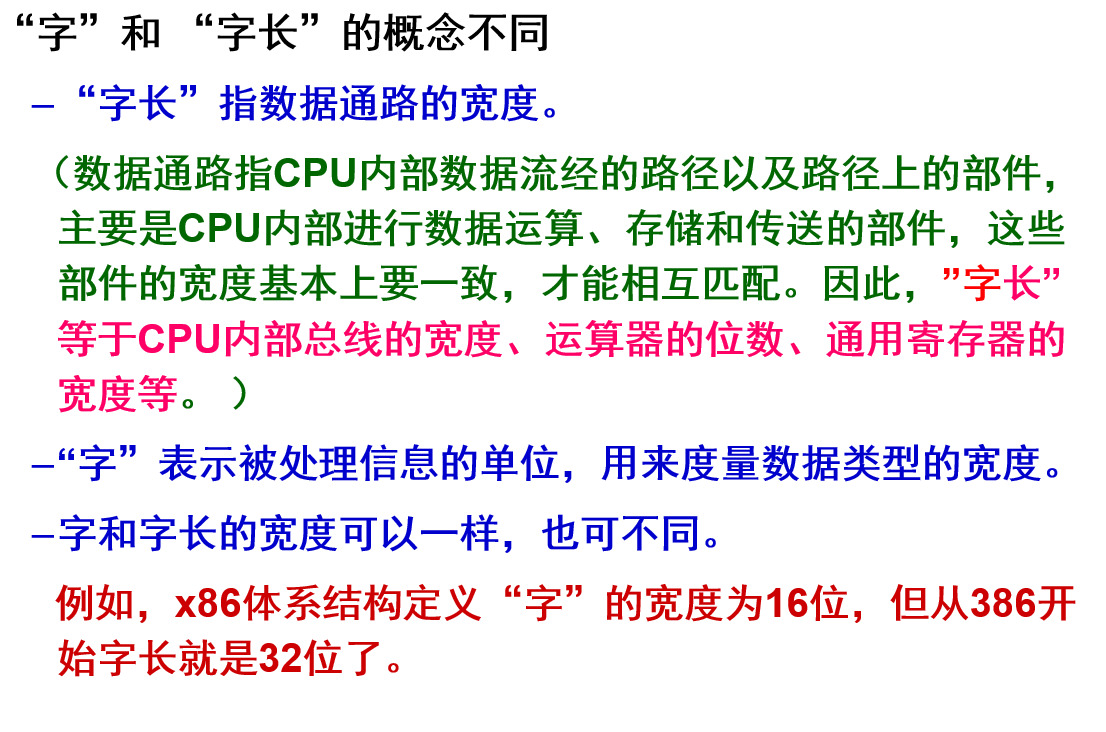 “字”和 “字长”的概念不同
–“字长”指数据通路的宽度。
（数据通路指CPU内部数据流经的路径以及路径上的部件，
主要是CPU内部进行数据运算、存储和传送的部件，这些
部件的宽度基本上要一致，才能相互匹配。因此，”字长”
等于CPU内部总线的宽度、运算器的位数、通用寄存器的
宽度等。 ）
–“字”表示被处理信息的单位，用来度量数据类型的宽度。
–字和字长的宽度可以一样，也可不同。
例如，x86体系结构定义“字”的宽度为16位，但从386开
始字长就是32位了。